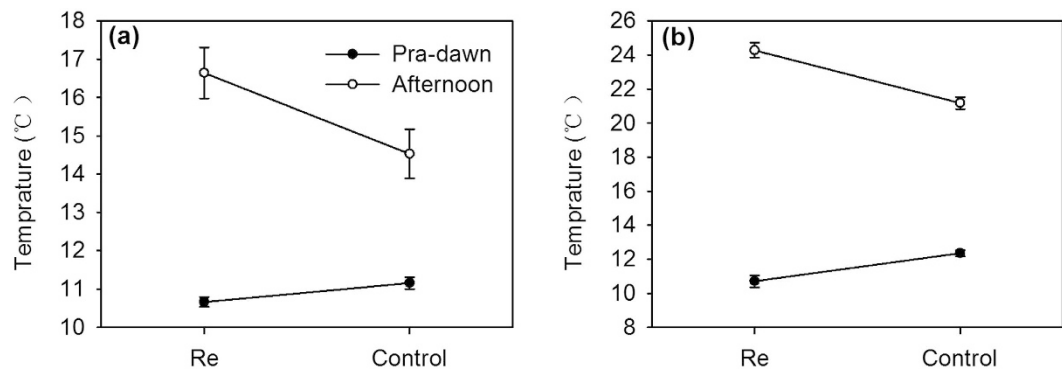 (a)
Temprature (℃)
18
17
16
15
14
13
12
11
10
Pra-dawn
Afternoon
Re Control
(b)
Temprature (℃)
26
24
22
20
18
16
14
12
10
8
Re Control